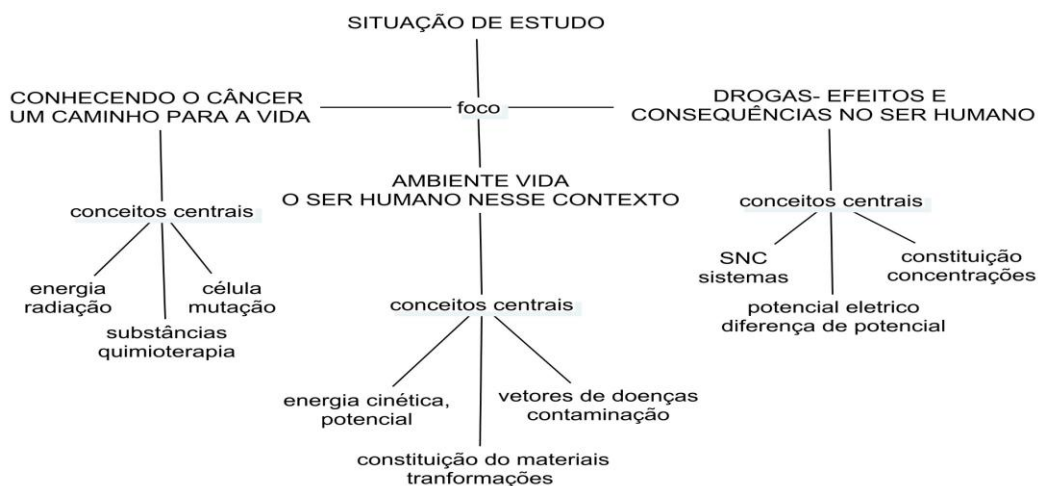 SITUAÇÃO DE ESTUDO
foco
CONHECENDO O CÂNCER
UM CAMINHO PARA A VIDA
conceitos centrais
energia
radiação
substâncias
quimioterapia
célula
mutação
AMBIENTE VIDA
O SER HUMANO NESSE CONTEXTO
conceitos centrais
energia cinética,
potencial
constituição do materiais
tranformações
vetores de doenças
contaminação
DROGAS- EFEITOS E
CONSEQUÊNCIAS NO SER HUMANO
conceitos centrais
SNC
sistemas
potencial eletrico
diferença de potencial
constituição
concentrações